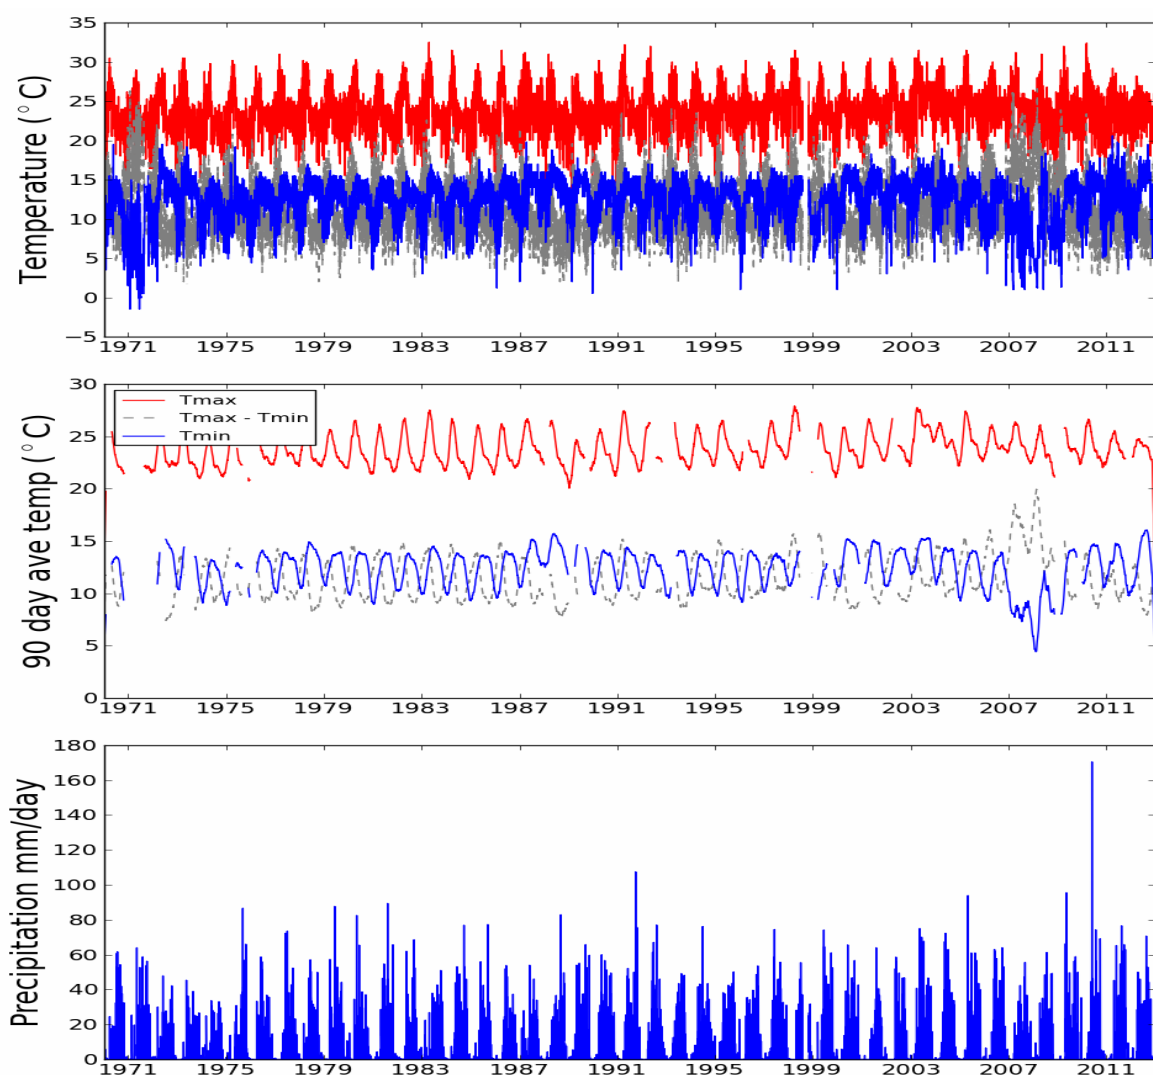 35
30
25
20
15
10
5
0
−5
Temperature (°C)
1971 1975 1979 1983 1987 1991 1995 1999 2003 2007 2011
30
25
20
15
10
5
0
90 day ave temp (°C)
Tmax
Tmax - Tmin
Tmin
1971 1975 1979 1983 1987 1991 1995 1999 2003 2007 2011
180
160
140
120
100
80
60
40
20
0
Precipitation mm/day
1971 1975 1979 1983 1987 1991 1995 1999 2003 2007 2011